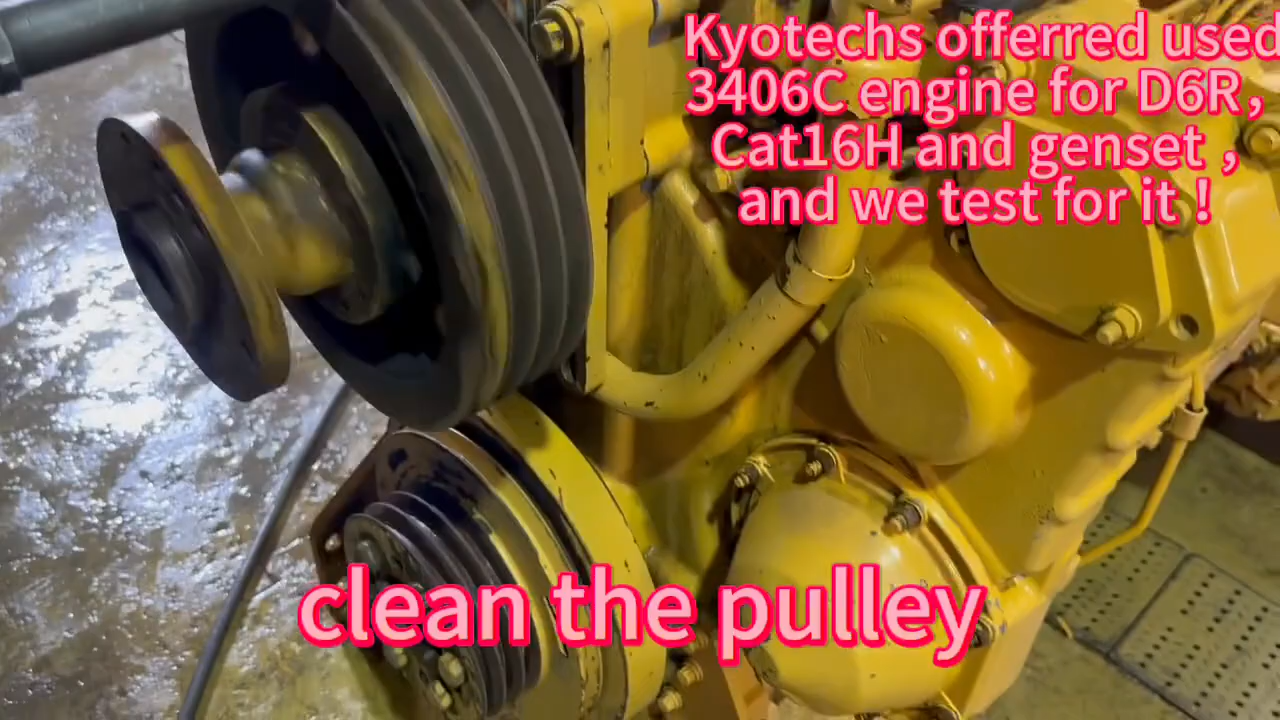 Kyotechs offerred used
3406C engine for D6R，
Cat16H and genset ，
and we test for it！
clean the pulley